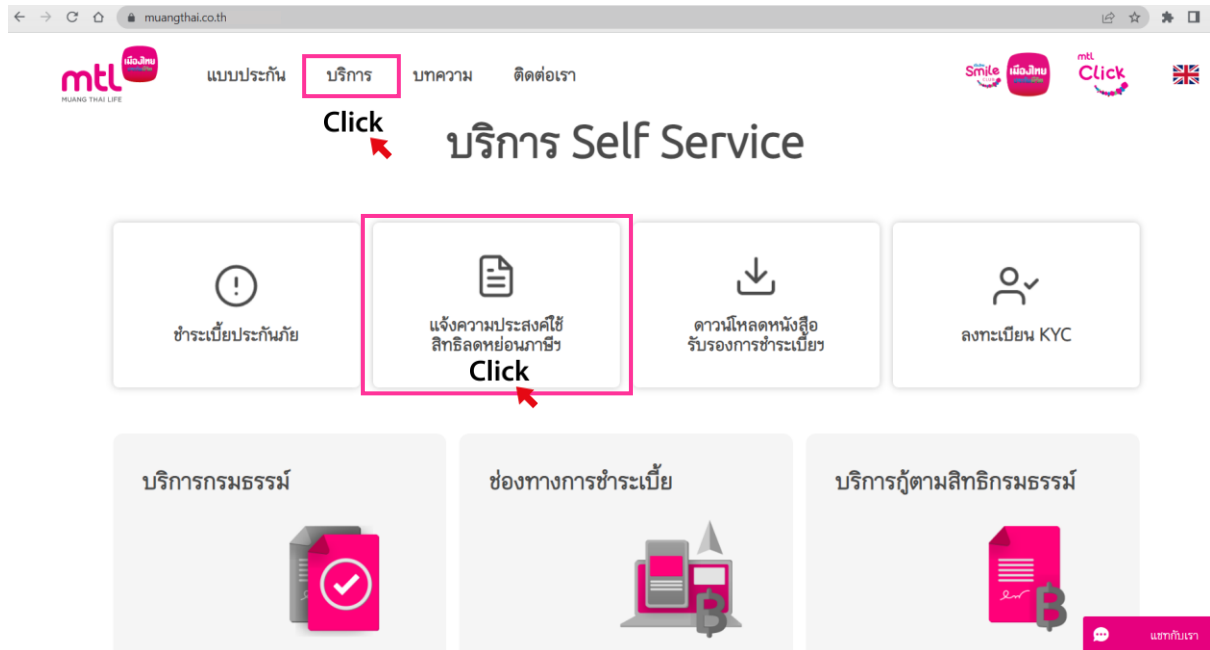 muangthai.co.th
mtl เมืองไทย
MUANG THAI LIFE
แบบประกัน บริการ บทความ ติดต่อเรา
Smile CLUB เมืองไทย mtl Click
Click
บริการ Self Service
ชำระเบี้ยประกันภัย
แจ้งความประสงค์ใช้
สิทธิลดหย่อนภาษีฯ
Click
ดาวน์โหลดหนังสือ
รับรองการชำระเบี้ยฯ
ลงทะเบียน KYC
บริการกรมธรรม์
ช่องทางการชำระเบี้ย
บริการกู้ตามสิทธิกรมธรรม์
แชทกับเรา